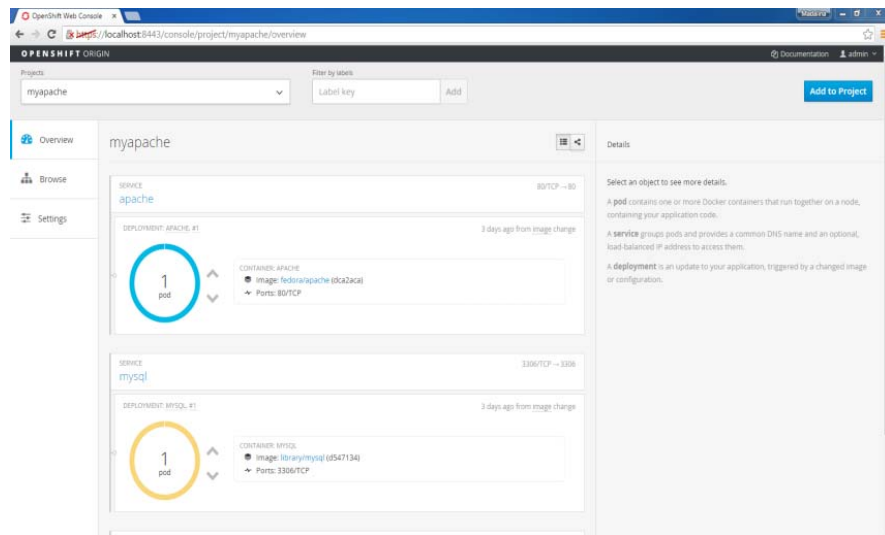 OpenShift Web Console
https://localhost:8443/console/project/myapache/overview
OPENSHIFT ORIGIN
Documentation admin
Projects
myapache
Filter by labels
Label key Add
Add to Project
Overview
Browse
Settings
myapache
SERVICE
apache
80/TCP → 80
DEPLOYMENT: APACHE, #1
3 days ago from image change
1
pod
CONTAINER: APACHE
Image: fedora/apache (dca2aca)
Ports: 80/TCP
SERVICE
mysql
3306/TCP → 3306
DEPLOYMENT: MYSQL, #1
3 days ago from image change
1
pod
CONTAINER: MYSQL
Image: library/mysql (d547134)
Ports: 3306/TCP
Details
Select an object to see more details.
A pod contains one or more Docker containers that run together on a node,
containing your application code.
A service groups pods and provides a common DNS name and an optional,
load-balanced IP address to access them.
A deployment is an update to your application, triggered by a changed image
or configuration.